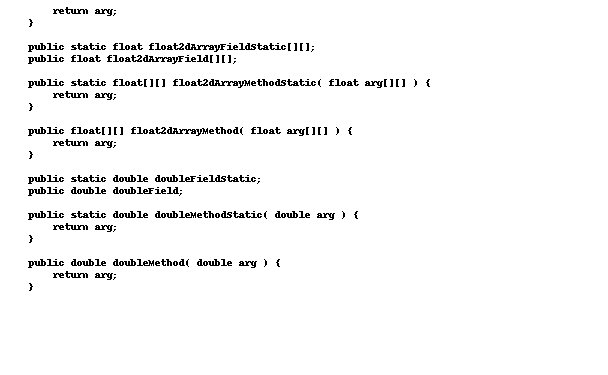 return arg;
    }

    public static float float2dArrayFieldStatic[][];
    public float float2dArrayField[][];

    public static float[][] float2dArrayMethodStatic( float arg[][] ) {
        return arg;
    }

    public float[][] float2dArrayMethod( float arg[][] ) {
        return arg;
    }

    public static double doubleFieldStatic;
    public double doubleField;

    public static double doubleMethodStatic( double arg ) {
        return arg;
    }

    public double doubleMethod( double arg ) {
        return arg;
    }